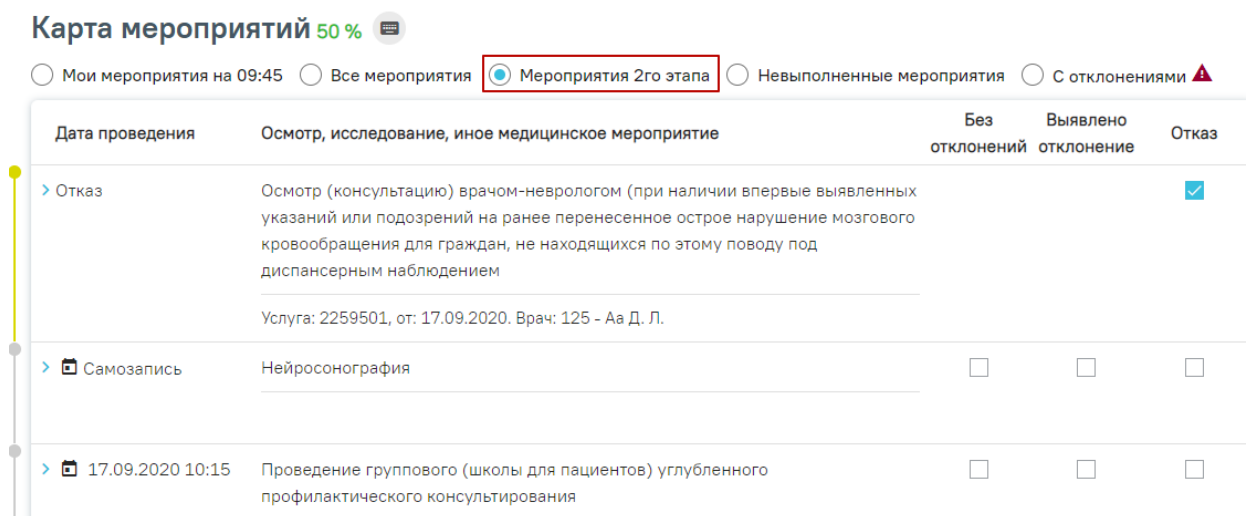 Карта мероприятий 50 %
Мои мероприятия на 09:45 Все мероприятия Мероприятия 2го этапа Невыполненные мероприятия С отклонениями
Дата проведения Осмотр, исследование, иное медицинское мероприятие Без отклонений Выявлено отклонение Отказ
Отказ Осмотр (консультацию) врачом-неврологом (при наличии впервые выявленных
указаний или подозрений на ранее перенесенное острое нарушение мозгового
кровообращения для граждан, не находящихся по этому поводу под
диспансерным наблюдением
Услуга: 2259501, от: 17.09.2020. Врач: 125 - Аа Д. Л.
Самозапись Нейросонография
17.09.2020 10:15 Проведение группового (школы для пациентов) углубленного
профилактического консультирования